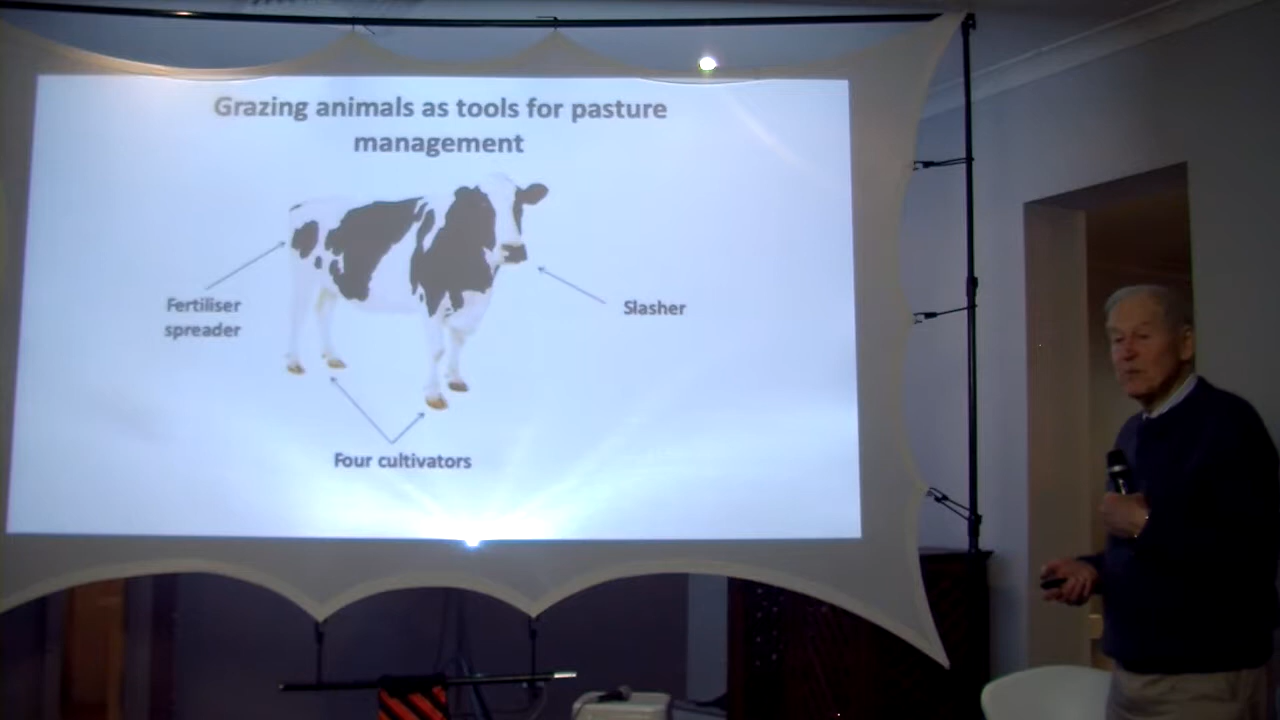 Grazing animals as tools for pasture
management
Fertiliser
spreader
Slasher
Four cultivators